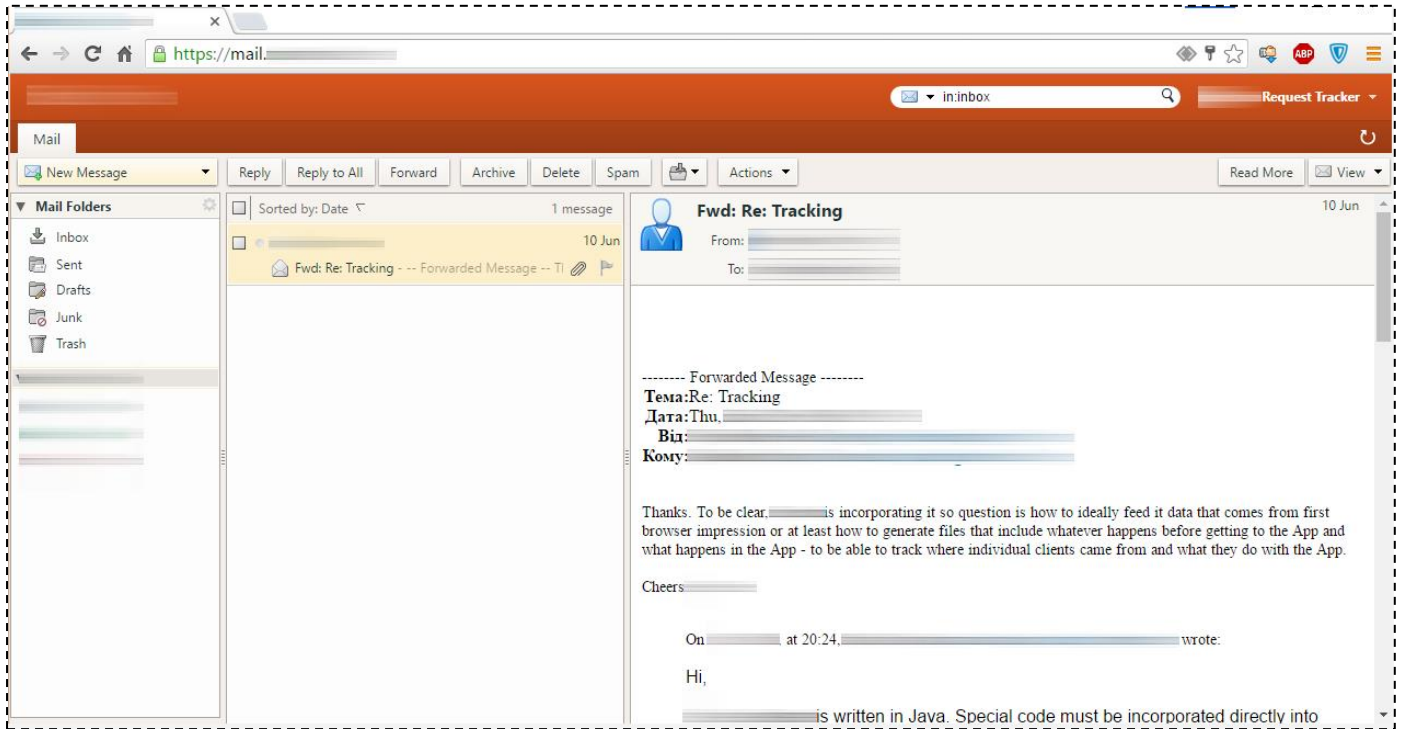 https://mail.
in:inbox
Request Tracker
Mail
New Message
Reply
Reply to All
Forward
Archive
Delete
Spam
Actions
Read More
View
Mail Folders
Inbox
Sent
Drafts
Junk
Trash
Sorted by: Date
1 message
10 Jun
Fwd: Re: Tracking - -- Forwarded Message -- Tl
Fwd: Re: Tracking
10 Jun
From:
To:
-------- Forwarded Message --------
Тема:Re: Tracking
Дата:Thu,
Від:
Кому:
Thanks. To be clear, is incorporating it so question is how to ideally feed it data that comes from first
browser impression or at least how to generate files that include whatever happens before getting to the App and
what happens in the App - to be able to track where individual clients came from and what they do with the App.
Cheers
On , at 20:24, wrote:
Hi,
is written in Java. Special code must be incorporated directly into
ABP